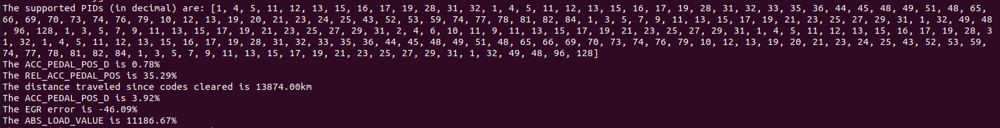 The supported PIDs (in decimal) are: [1, 4, 5, 11, 12, 13, 15, 16, 17, 19, 28, 31, 32, 1, 4, 5, 11, 12, 13, 15, 16, 17, 19, 28, 31, 32, 33, 35, 36, 44, 45, 48, 49, 51, 48, 65,
66, 69, 70, 73, 74, 76, 79, 10, 12, 13, 19, 20, 21, 23, 24, 25, 43, 52, 53, 59, 74, 77, 78, 81, 82, 84, 1, 3, 5, 7, 9, 11, 13, 15, 17, 19, 21, 23, 25, 27, 29, 31, 1, 32, 49, 48
, 96, 128, 1, 3, 5, 7, 9, 11, 13, 15, 17, 19, 21, 23, 25, 27, 29, 31, 2, 4, 6, 10, 11, 9, 11, 13, 15, 17, 19, 21, 23, 25, 27, 29, 31, 1, 4, 5, 11, 12, 13, 15, 16, 17, 19, 28, 3
1, 32, 1, 4, 5, 11, 12, 13, 15, 16, 17, 19, 28, 31, 32, 33, 35, 36, 44, 45, 48, 49, 51, 48, 65, 66, 69, 70, 73, 74, 76, 79, 10, 12, 13, 19, 20, 21, 23, 24, 25, 43, 52, 53, 59,
74, 77, 78, 81, 82, 84, 1, 3, 5, 7, 9, 11, 13, 15, 17, 19, 21, 23, 25, 27, 29, 31, 1, 32, 49, 48, 96, 128]
The ACC_PEDAL_POS_D is 0.78%
The REL_ACC_PEDAL_POS is 35.29%
The distance traveled since codes cleared is 13874.00km
The ACC_PEDAL_POS_D is 3.92%
The EGR error is -46.09%
The ABS_LOAD_VALUE is 11186.67%